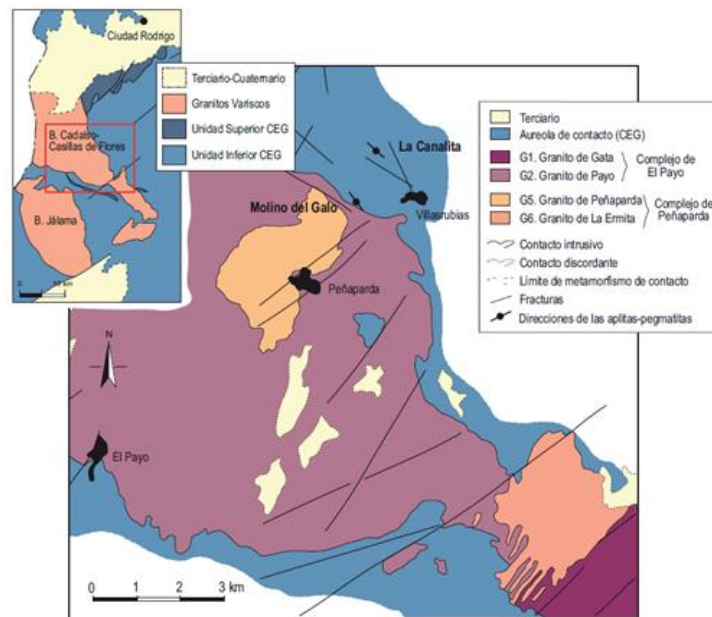 Ciudad Rodrigo
B. Cadalso-
Casillas de Flores
B. Jálama
0 10 km
Terciario-Cuaternario
Granitos Variscos
Unidad Superior CEG
Unidad Inferior CEG
La Canalita
Villasrubias
Molino del Galo
Peñaparda
N
El Payo
0 1 2 3 km
Terciario
Aureola de contacto (CEG)
G1. Granito de Gata
G2. Granito de Payo
Complejo de
El Payo
G5. Granito de Peñaparda
G6. Granito de La Ermita
Complejo de
Peñaparda
Contacto intrusivo
Contacto discordante
Límite de metamorfismo de contacto
Fracturas
Direcciones de las aplitas-pegmatitas